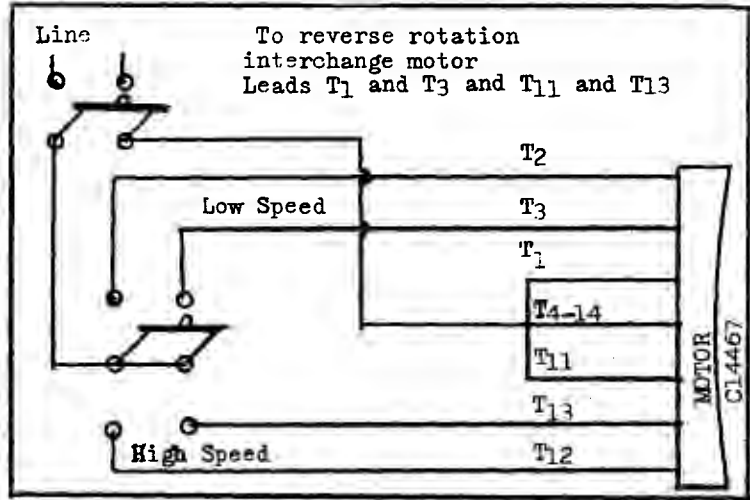 Line
To reverse rotation
interchange motor
Leads T1 and T3 and T11 and T13
T2
Low Speed
T3
T1
T4-14
T11
MOTOR
C14467
T13
High Speed
T12